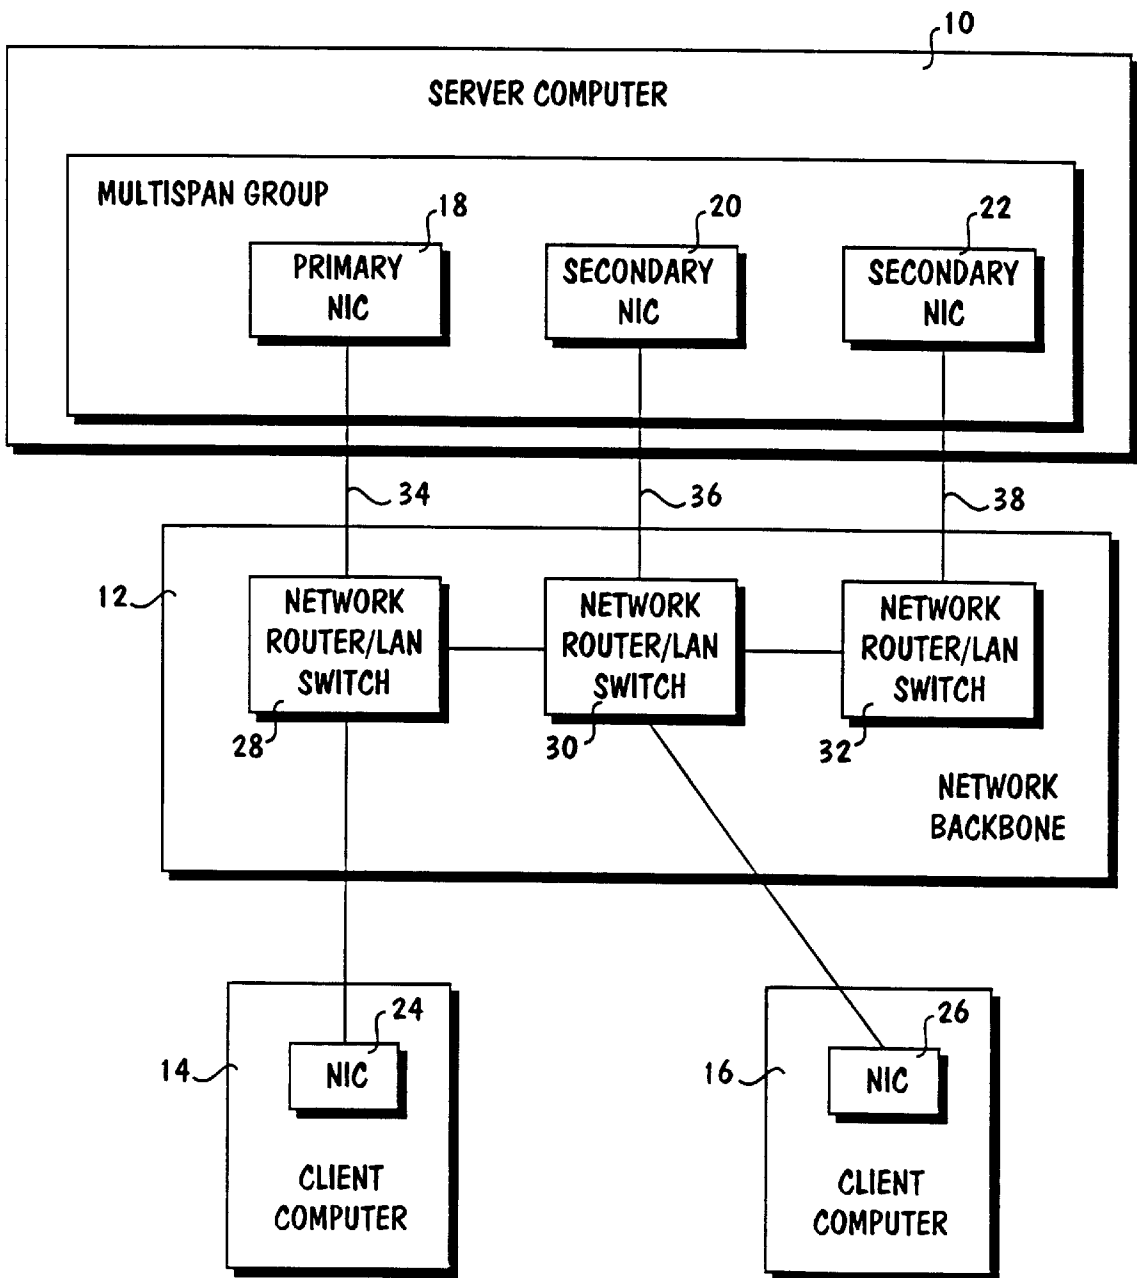 10
SERVER COMPUTER
MULTISPAN GROUP
18
20
22
PRIMARY
NIC
SECONDARY
NIC
SECONDARY
NIC
34
36
38
12
NETWORK
ROUTER/LAN
SWITCH
NETWORK
ROUTER/LAN
SWITCH
NETWORK
ROUTER/LAN
SWITCH
28
30
32
NETWORK
BACKBONE
24
26
14
NIC
16
NIC
CLIENT
COMPUTER
CLIENT
COMPUTER